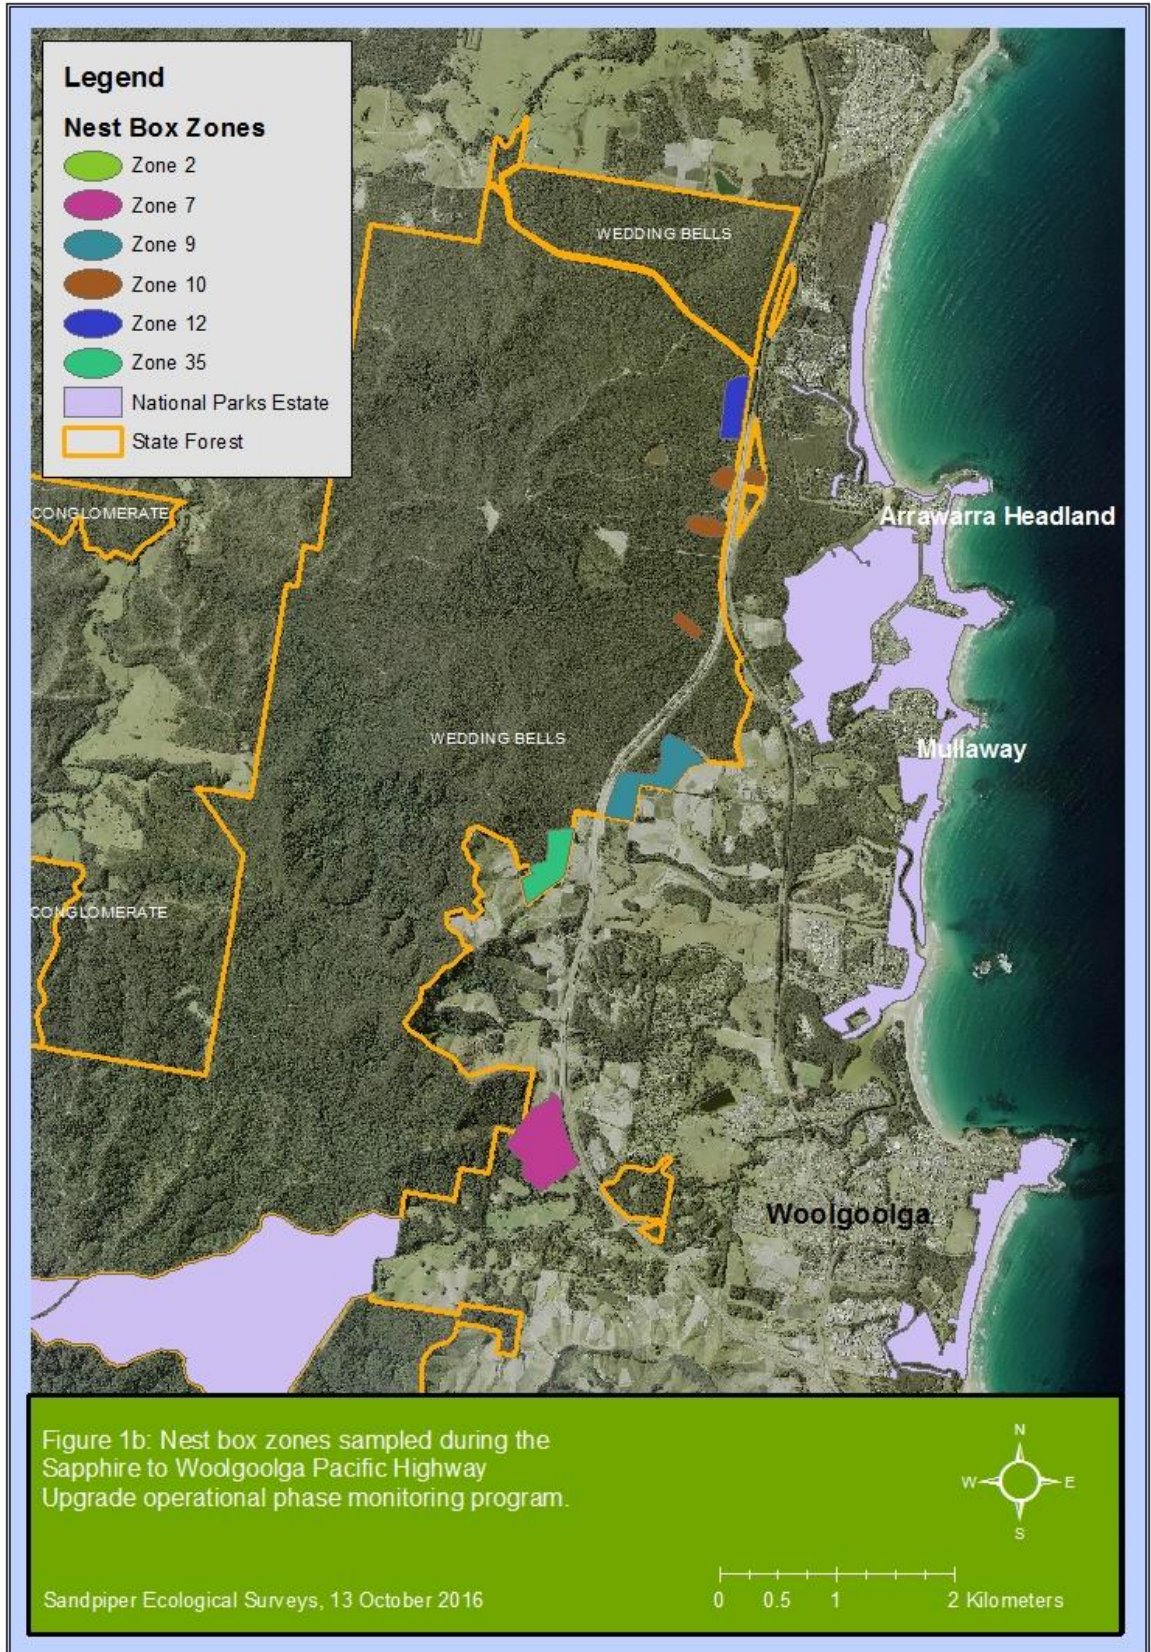 Legend
Nest Box Zones
Zone 2
Zone 7
Zone 9
Zone 10
Zone 12
Zone 35
National Parks Estate
State Forest
WEDDING BELLS
CONGLOMERATE
Arrawarra Headland
WEDDING BELLS
Mullaway
CONGLOMERATE
Woolgoolga
Figure 1b: Nest box zones sampled during the
Sapphire to Woolgoolga Pacific Highway
Upgrade operational phase monitoring program.
N
W E
S
Sandpiper Ecological Surveys, 13 October 2016
0 0.5 1 2 Kilometers